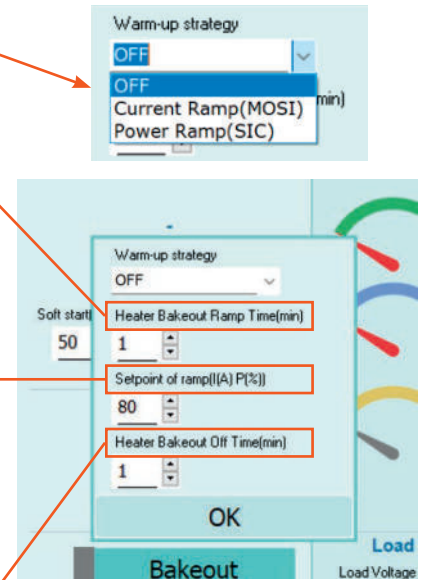 Warm-up strategy
OFF
OFF
min)
Current Ramp(MOSI)
Power Ramp(SIC)
Warm-up strategy
OFF
Soft start(
Heater Bakeout Ramp Time(min)
50
1
Setpoint of ramp(I(A) P(%))
80
Heater Bakeout Off Time(min)
1
OK
Bakeout
Load
Load Voltage